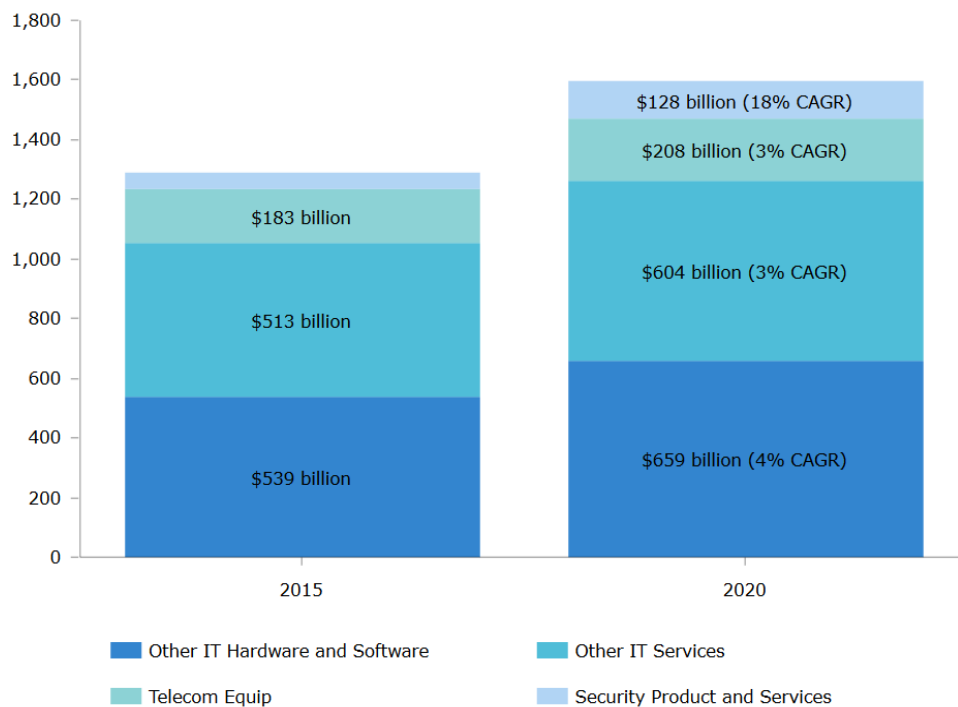 1,800
1,600
1,400
1,200
1,000
800
600
400
200
0
$183 billion
$513 billion
$539 billion
$128 billion (18% CAGR)
$208 billion (3% CAGR)
$604 billion (3% CAGR)
$659 billion (4% CAGR)
2015 2020
Other IT Hardware and Software Other IT Services
Telecom Equip Security Product and Services